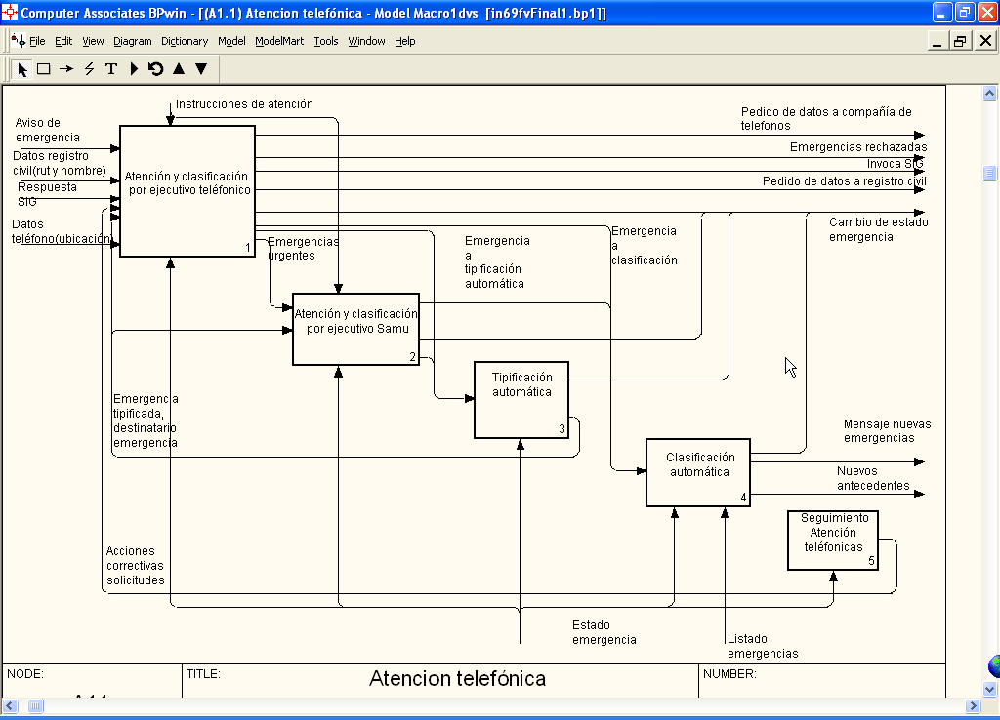 Computer Associates BPwin - [(A1.1) Atencion telefónica - Model Macro1dvs [in69fvFinal1.bp1]]
File Edit View Diagram Dictionary Model ModelMart Tools Window Help
T
Instrucciones de atención
Aviso de
emergencia
Datos registro
civil(rut y nombre)
Respuesta
SIG
Datos
teléfono(ubicación)
Atención y clasificación
por ejecutivo teléfonico
1
Pedido de datos a compañía de
telefonos
Emergencias rechazadas
Invoca SIG
Pedido de datos a registro civil
Cambio de estado
emergencia
Emergencias
urgentes
Emergencia
a
tipificación
automática
Emergencia
a
clasificación
Atención y clasificación
por ejecutivo Samu
2
Tipificación
automática
3
Emergencia
tipificada,
destinatario
emergencia
Clasificación
automática
4
Mensaje nuevas
emergencias
Nuevos
antecedentes
Seguimiento
Atención
teléfonicas
5
Acciones
correctivas
solicitudes
Estado
emergencia
Listado
emergencias
NODE:
TITLE:
Atencion telefónica
NUMBER: